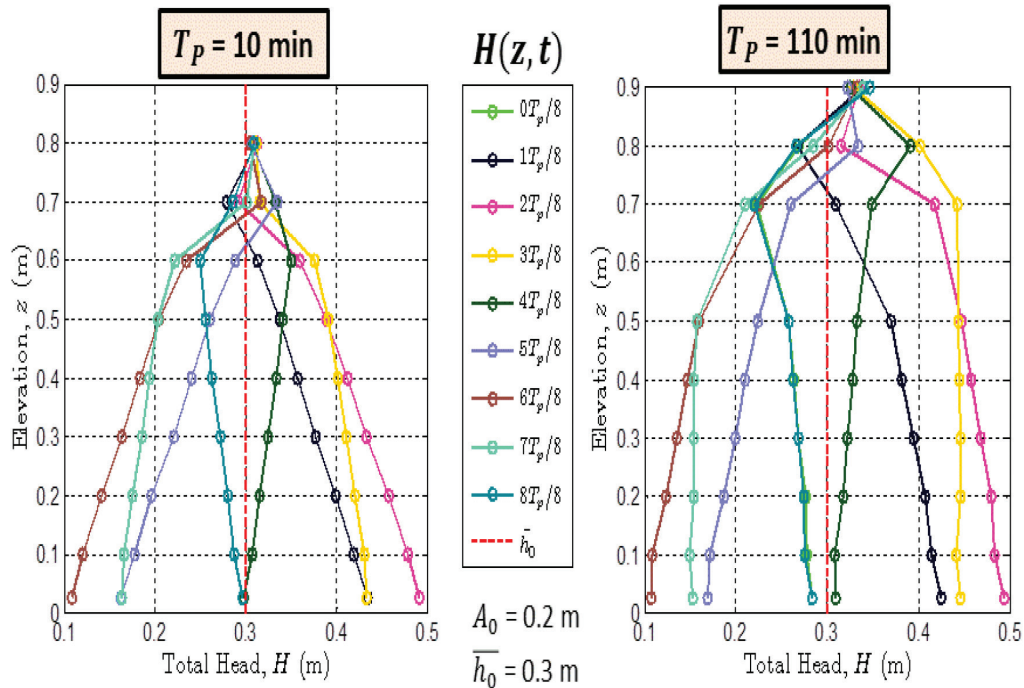 T_P = 10 min
H(z, t)
T_P = 110 min
0.9
0.8
0.7
0.6
0.5
0.4
0.3
0.2
0.1
0
Elevation, z (m)
0.1 0.2 0.3 0.4 0.5
Total Head, H (m)
0T_p/8
1T_p/8
2T_p/8
3T_p/8
4T_p/8
5T_p/8
6T_p/8
7T_p/8
8T_p/8
h̄_0
A_0 = 0.2 m
h̅_0 = 0.3 m
0.9
0.8
0.7
0.6
0.5
0.4
0.3
0.2
0.1
0
Elevation, z (m)
0.1 0.2 0.3 0.4 0.5
Total Head, H (m)